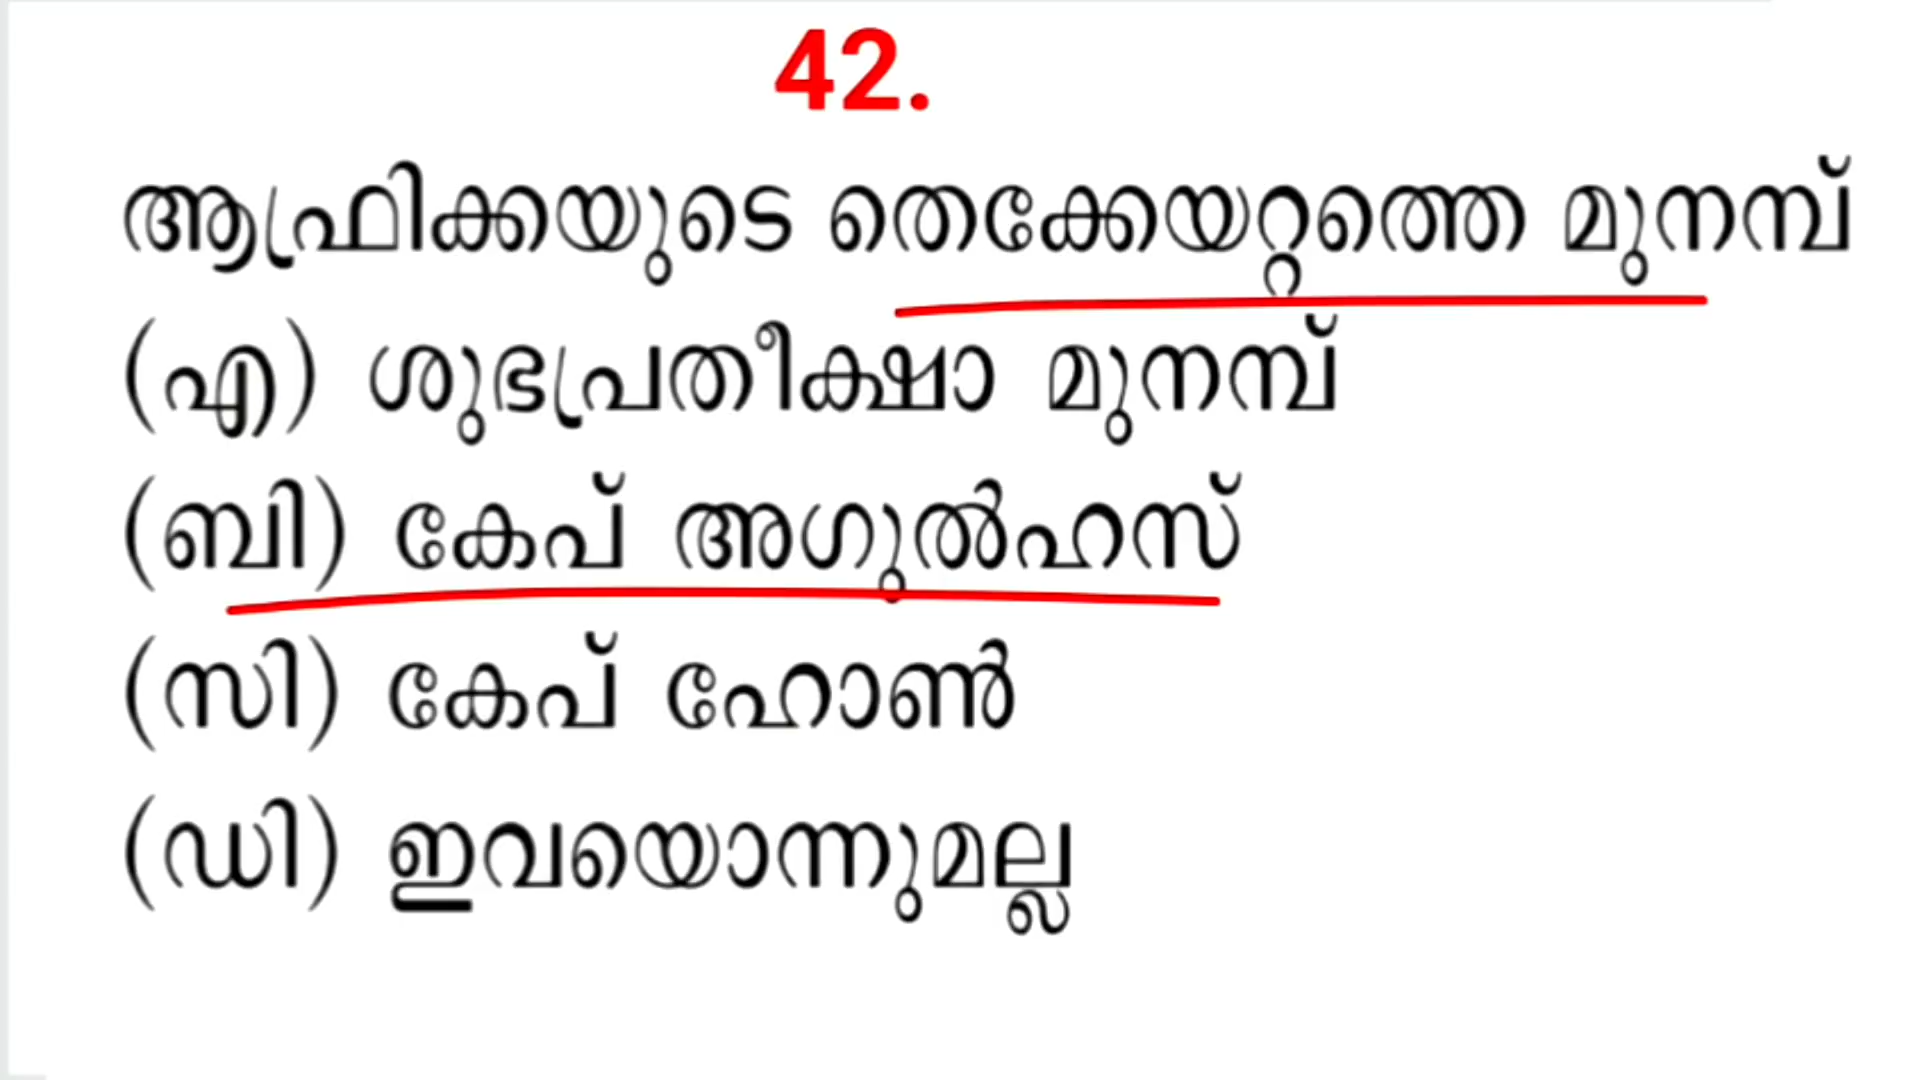 42.
ആഫ്രിക്കയുടെ തെക്കേയറ്റത്തെ മുനമ്പ്
(എ) ശുഭപ്രതീക്ഷാ മുനമ്പ്
(ബി) കേപ് അഗുൽഹസ്
(സി) കേപ് ഹോൺ
(ഡി) ഇവയൊന്നുമല്ല